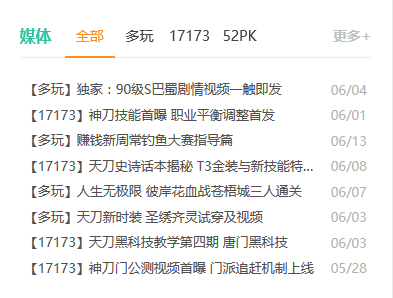 媒体 全部 多玩 17173 52PK 更多+
【多玩】独家：90级S巴蜀剧情视频一触即发 06/04
【17173】神刀技能首曝 职业平衡调整首发 06/01
【多玩】赚钱新周常钓鱼大赛指导篇 06/13
【17173】天刀史诗话本揭秘 T3金装与新技能特... 06/08
【多玩】人生无极限 彼岸花血战苍梧城三人通关 06/07
【多玩】天刀新时装 圣绣齐灵试穿及视频 06/03
【17173】天刀黑科技教学第四期 唐门黑科技 06/03
【17173】神刀门公测视频首曝 门派追赶机制上线 05/28